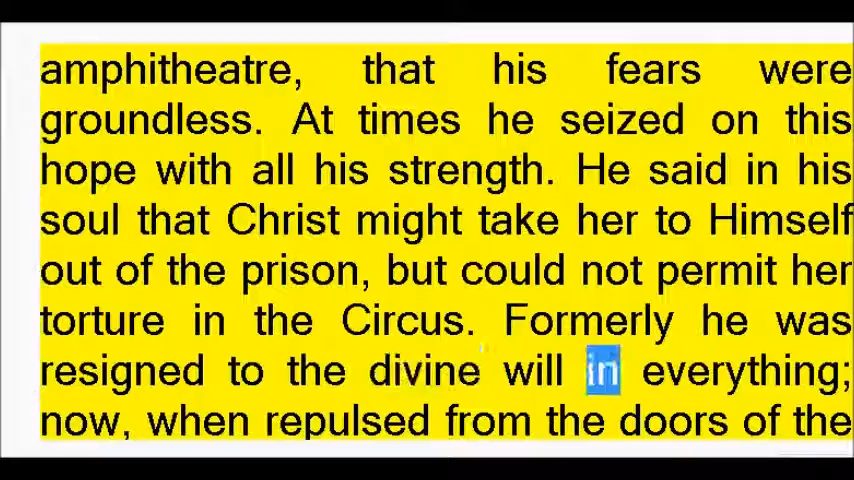 amphitheatre, that his fears were
groundless. At times he seized on this
hope with all his strength. He said in his
soul that Christ might take her to Himself
out of the prison, but could not permit her
torture in the Circus. Formerly he was
resigned to the divine will in everything;
now, when repulsed from the doors of the